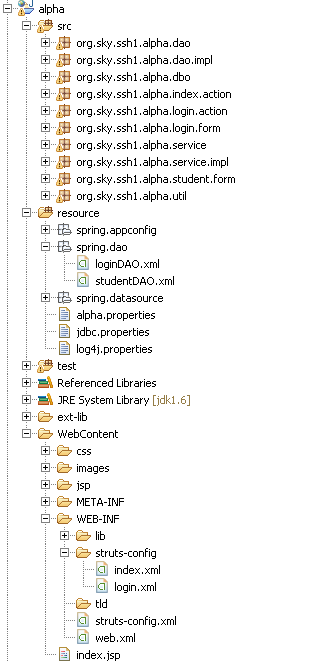 alpha
src
org.sky.ssh1.alpha.dao
org.sky.ssh1.alpha.dao.impl
org.sky.ssh1.alpha.dbo
org.sky.ssh1.alpha.index.action
org.sky.ssh1.alpha.login.action
org.sky.ssh1.alpha.login.form
org.sky.ssh1.alpha.service
org.sky.ssh1.alpha.service.impl
org.sky.ssh1.alpha.student.form
org.sky.ssh1.alpha.util
resource
spring.appconfig
spring.dao
loginDAO.xml
studentDAO.xml
spring.datasource
alpha.properties
jdbc.properties
log4j.properties
test
Referenced Libraries
JRE System Library [jdk1.6]
ext-lib
WebContent
css
images
jsp
META-INF
WEB-INF
lib
struts-config
index.xml
login.xml
tld
struts-config.xml
web.xml
index.jsp